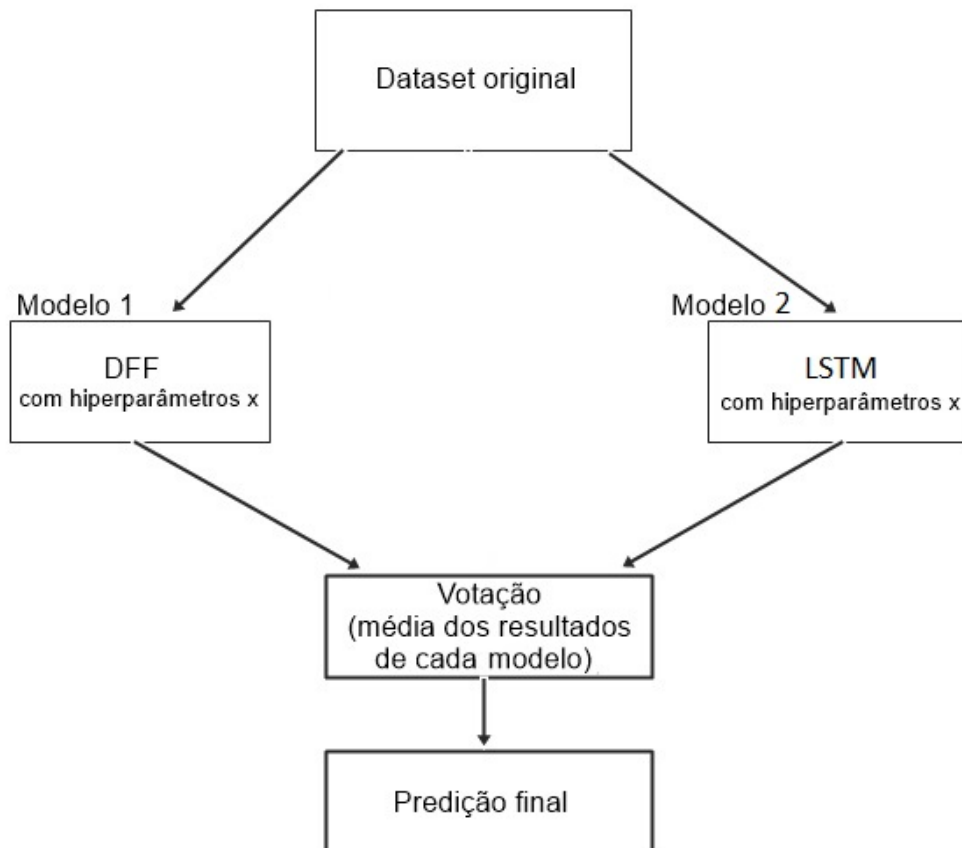 Dataset original
Modelo 1
DFF
com hiperparâmetros x
Modelo 2
LSTM
com hiperparâmetros x
Votação
(média dos resultados
de cada modelo)
Predição final